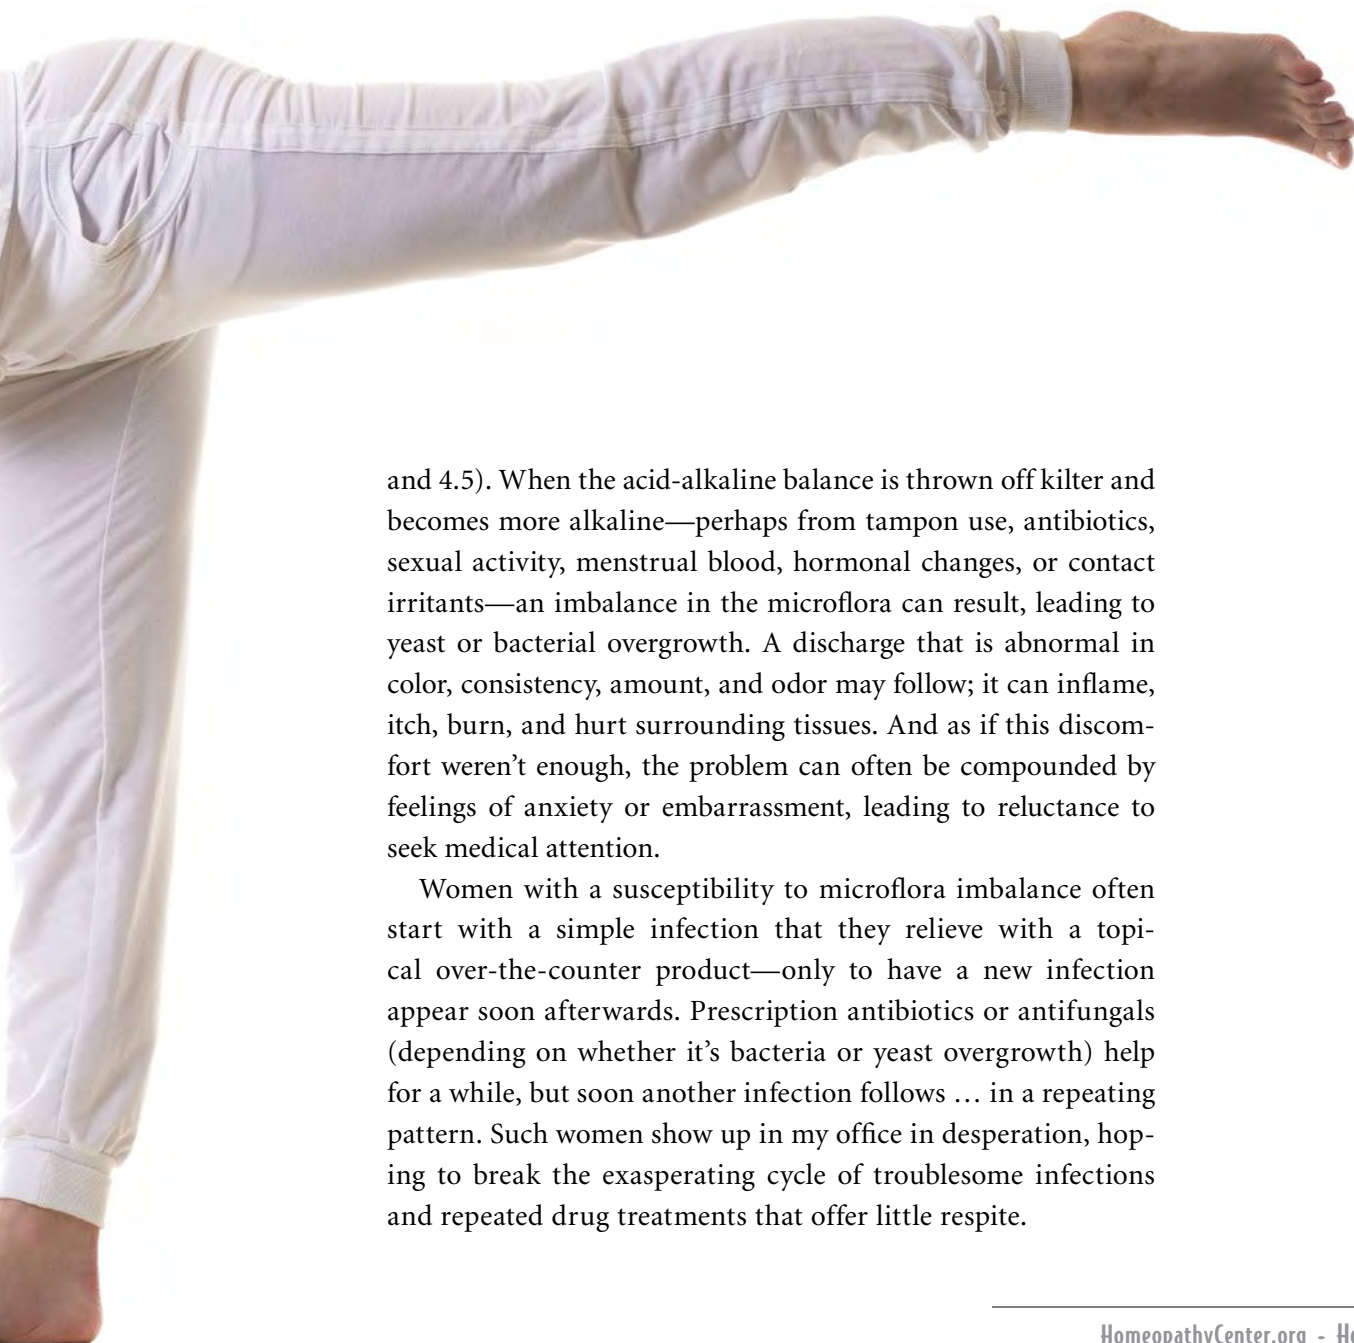 and 4.5). When the acid-alkaline balance is thrown off kilter and
becomes more alkaline—perhaps from tampon use, antibiotics,
sexual activity, menstrual blood, hormonal changes, or contact
irritants—an imbalance in the microflora can result, leading to
yeast or bacterial overgrowth. A discharge that is abnormal in
color, consistency, amount, and odor may follow; it can inflame,
itch, burn, and hurt surrounding tissues. And as if this discom-
fort weren't enough, the problem can often be compounded by
feelings of anxiety or embarrassment, leading to reluctance to
seek medical attention.
Women with a susceptibility to microflora imbalance often
start with a simple infection that they relieve with a topi-
cal over-the-counter product—only to have a new infection
appear soon afterwards. Prescription antibiotics or antifungals
(depending on whether it's bacteria or yeast overgrowth) help
for a while, but soon another infection follows … in a repeating
pattern. Such women show up in my office in desperation, hop-
ing to break the exasperating cycle of troublesome infections
and repeated drug treatments that offer little respite.
HomeopathyCenter.org -